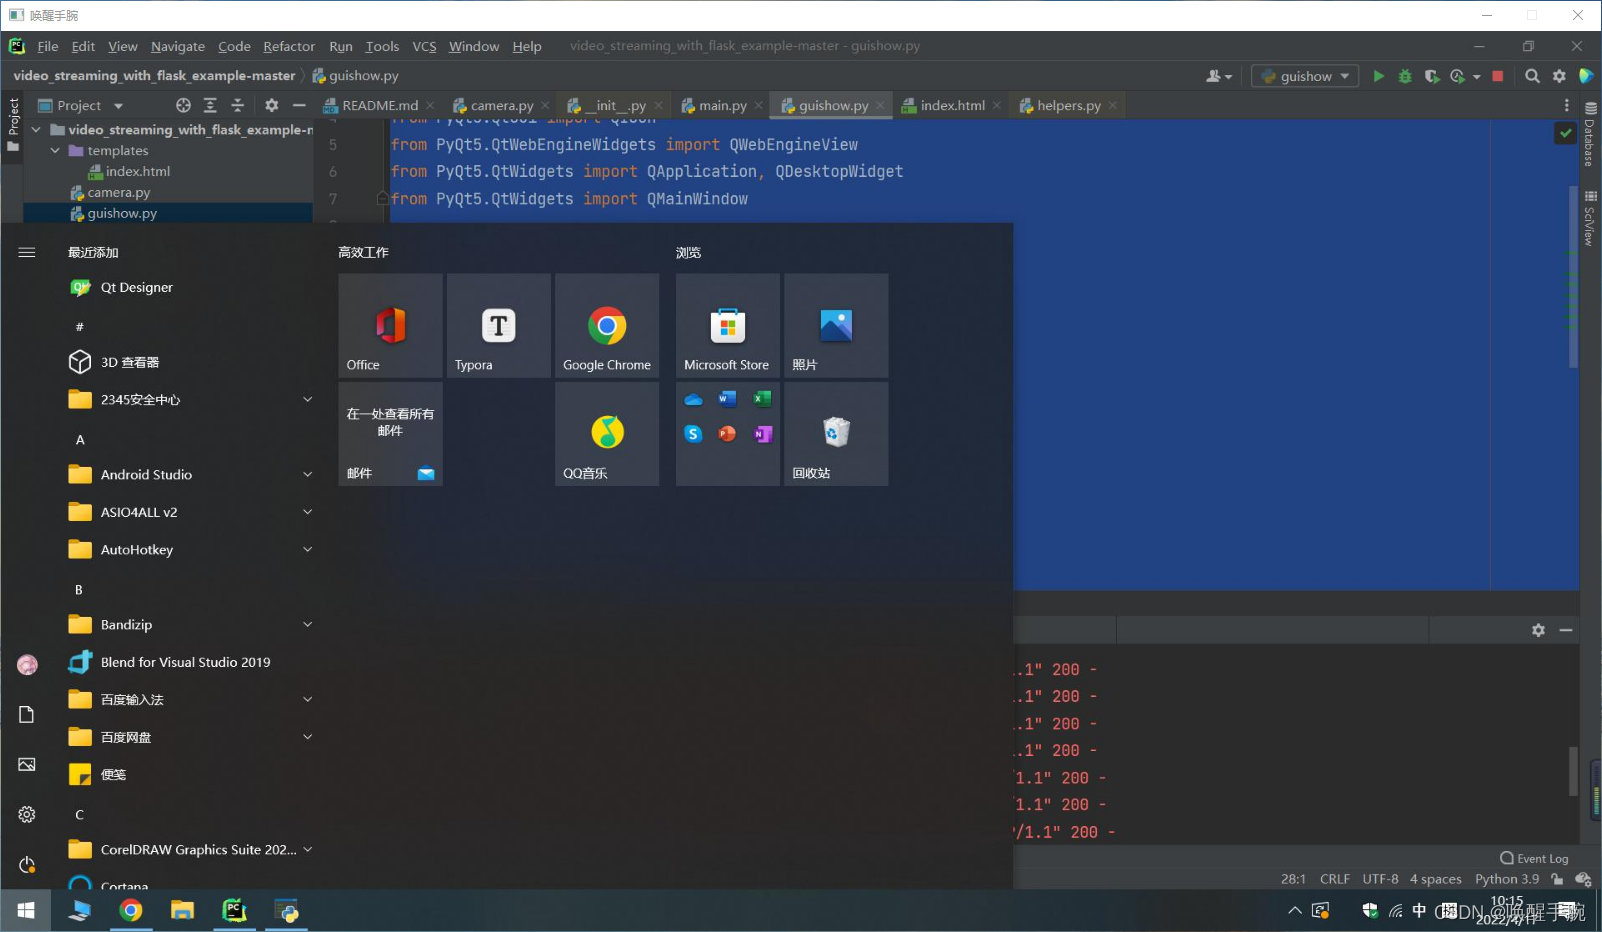 唤醒手腕
File Edit View Navigate Code Refactor Run Tools VCS Window Help video_streaming_with_flask_example-master - guishow.py
video_streaming_with_flask_example-master guishow.py guishow
Project README.md camera.py __init__.py main.py guishow.py index.html helpers.py
Project
Database
SciView
video_streaming_with_flask_example-
templates
index.html
camera.py
guishow.py
5 from PyQt5.QtWebEngineWidgets import QWebEngineView
6 from PyQt5.QtWidgets import QApplication, QDesktopWidget
7 from PyQt5.QtWidgets import QMainWindow
最近添加
Qt Designer
#
3D 查看器
2345安全中心
A
Android Studio
ASIO4ALL v2
AutoHotkey
B
Bandizip
Blend for Visual Studio 2019
百度输入法
百度网盘
便笺
C
CorelDRAW Graphics Suite 202...
Cortana
高效工作
Office Typora Google Chrome
在一处查看所有
邮件
邮件 QQ音乐
浏览
Microsoft Store 照片
回收站
.1" 200 -
.1" 200 -
.1" 200 -
.1" 200 -
/1.1" 200 -
/1.1" 200 -
P/1.1" 200 -
Event Log
28:1 CRLF UTF-8 4 spaces Python 3.9
中
10:15
2022/4/17
CSDN @唤醒手腕